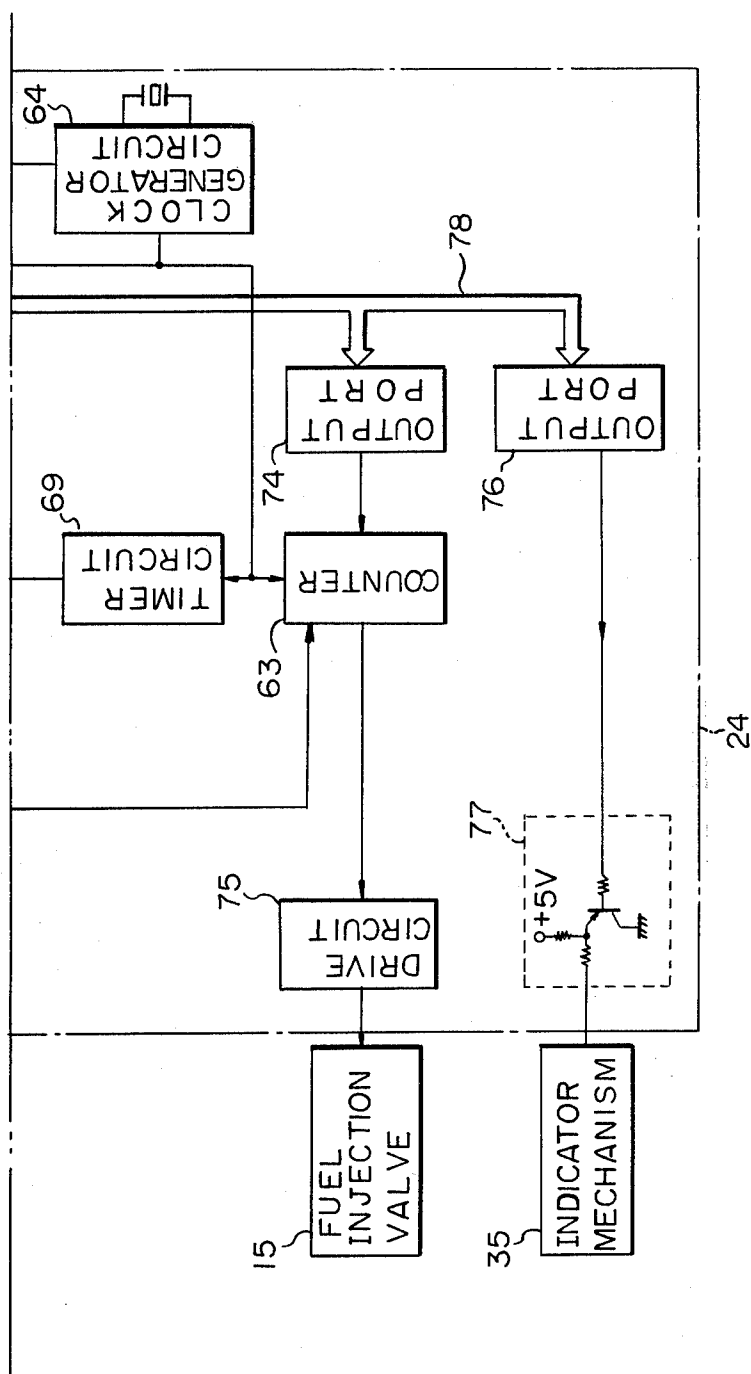 64
CLOCK
GENERATOR
CIRCUIT
78
69
TIMER
CIRCUIT
74
OUTPUT
PORT
76
OUTPUT
PORT
63
COUNTER
75
DRIVE
CIRCUIT
77
+5V
24
15
FUEL
INJECTION
VALVE
35
INDICATOR
MECHANISM